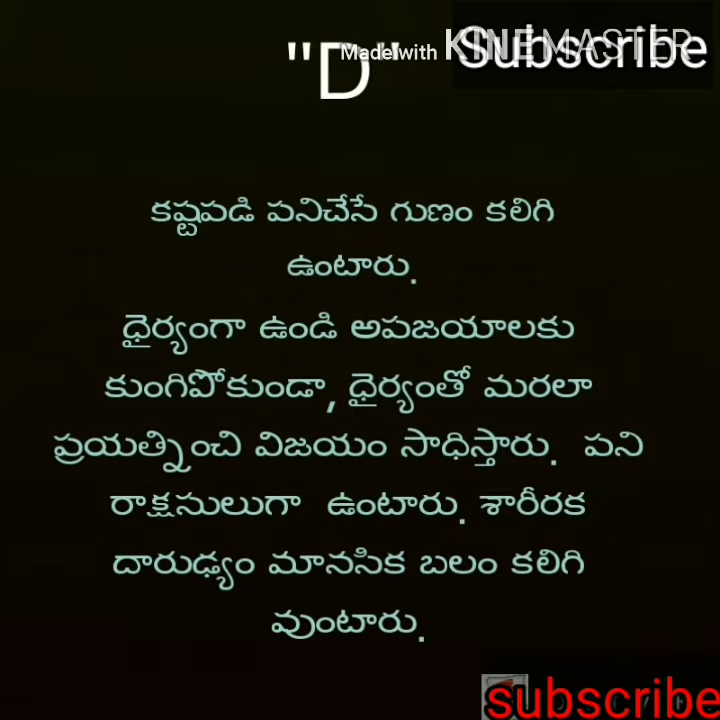 "D"
Made with KINEMASTER
Subscribe
కష్టపడి పనిచేసే గుణం కలిగి
ఉంటారు.
ధైర్యంగా ఉండి అపజయాలకు
కుంగిపోకుండా, ధైర్యంతో మరలా
ప్రయత్నించి విజయం సాధిస్తారు. పని
రాక్షసులుగా ఉంటారు. శారీరక
దారుఢ్యం మానసిక బలం కలిగి
వుంటారు.
subscribe